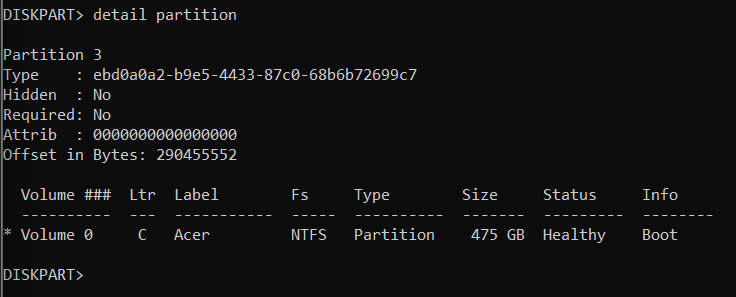 DISKPART> detail partition
Partition 3
Type    : ebd0a0a2-b9e5-4433-87c0-68b6b72699c7
Hidden  : No
Required: No
Attrib  : 0000000000000000
Offset in Bytes: 290455552
  Volume ###  Ltr  Label        Fs     Type        Size     Status     Info
  ----------  ---  -----------  -----  ----------  -------  ---------  --------
* Volume 0     C   Acer         NTFS   Partition    475 GB  Healthy    Boot
DISKPART>